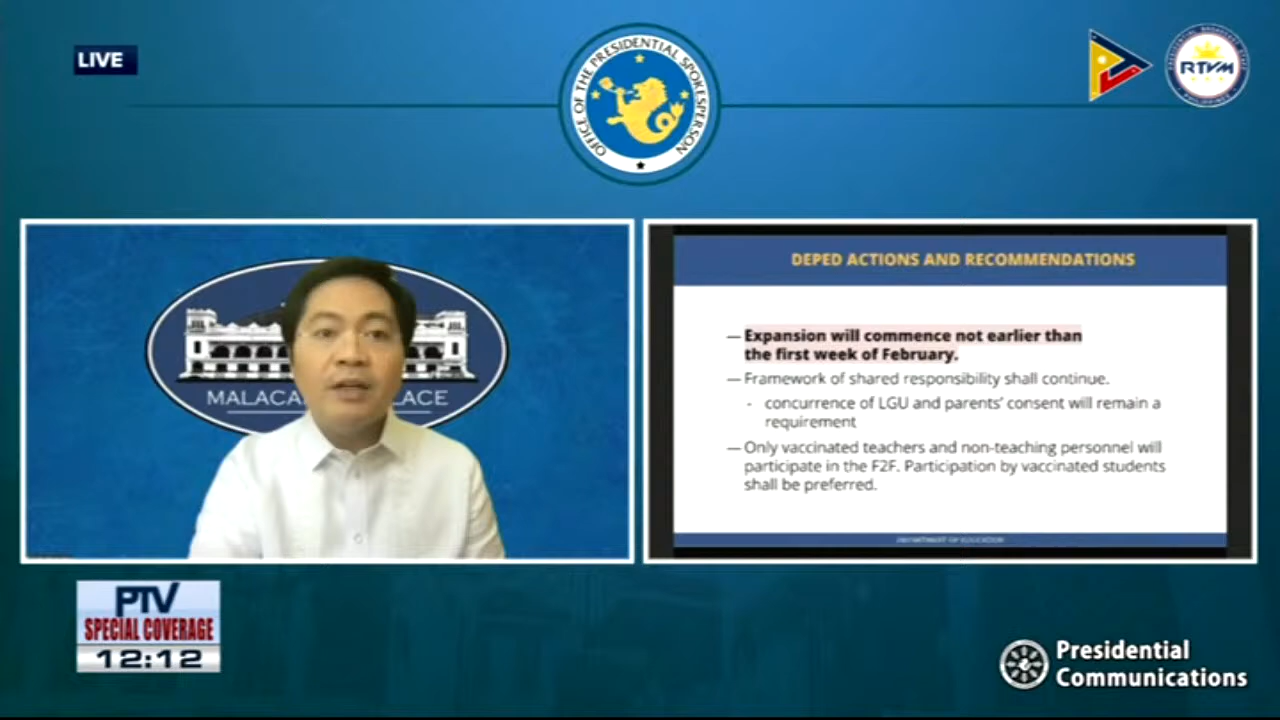 LIVE
OFFICE OF THE PRESIDENTIAL SPOKESPERSON
RTVM
DEPED ACTIONS AND RECOMMENDATIONS
— Expansion will commence not earlier than
the first week of February.
— Framework of shared responsibility shall continue.
- concurrence of LGU and parents' consent will remain a
requirement
— Only vaccinated teachers and non-teaching personnel will
participate in the F2F. Participation by vaccinated students
shall be preferred.
DEPARTMENT OF EDUCATION
MALACA LACE
PTV
SPECIAL COVERAGE
12:12
Presidential
Communications